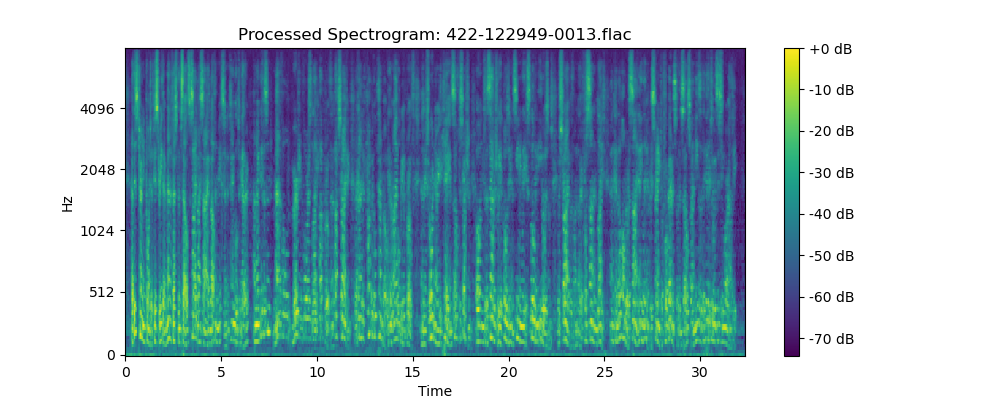 Processed Spectrogram: 422-122949-0013.flac
Hz
4096
2048
1024
512
0
0 5 10 15 20 25 30
Time
+0 dB
-10 dB
-20 dB
-30 dB
-40 dB
-50 dB
-60 dB
-70 dB